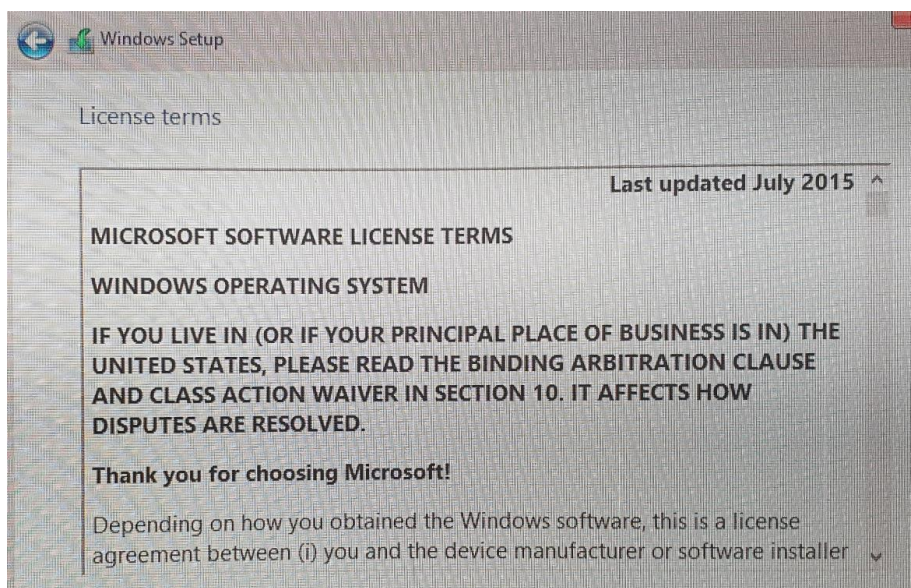 Windows Setup
License terms
Last updated July 2015
MICROSOFT SOFTWARE LICENSE TERMS
WINDOWS OPERATING SYSTEM
IF YOU LIVE IN (OR IF YOUR PRINCIPAL PLACE OF BUSINESS IS IN) THE
UNITED STATES, PLEASE READ THE BINDING ARBITRATION CLAUSE
AND CLASS ACTION WAIVER IN SECTION 10. IT AFFECTS HOW
DISPUTES ARE RESOLVED.
Thank you for choosing Microsoft!
Depending on how you obtained the Windows software, this is a license
agreement between (i) you and the device manufacturer or software installer